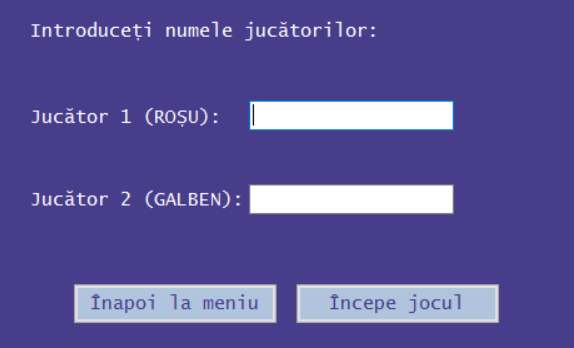 Introduceți numele jucătorilor:
Jucător 1 (ROȘU):
Jucător 2 (GALBEN):
Înapoi la meniu
Începe jocul